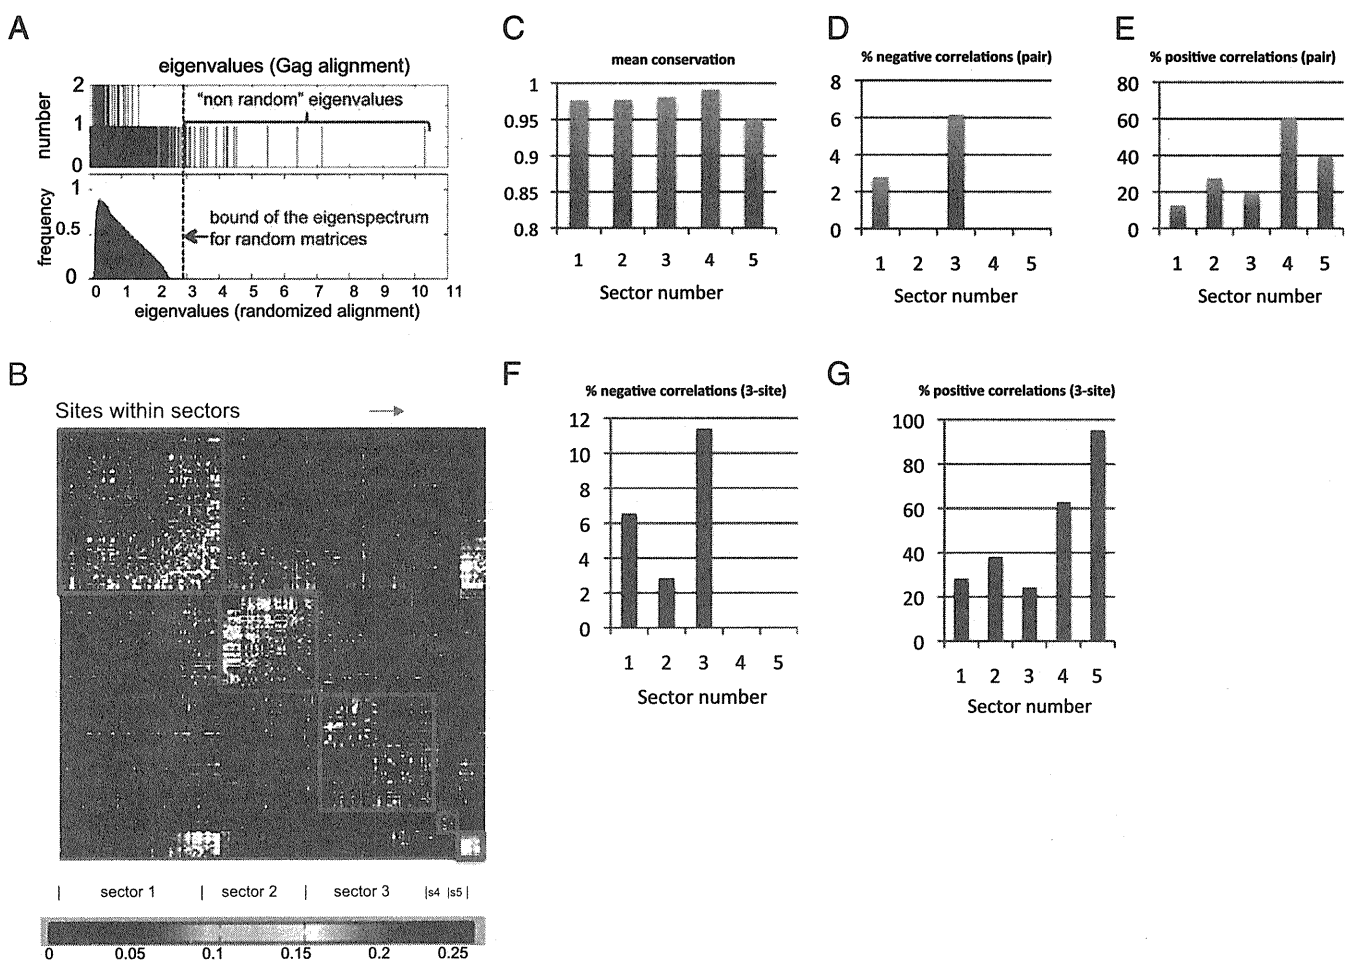 A
eigenvalues (Gag alignment)
2
1
0
number
"non random" eigenvalues
1
0.5
0
frequency
bound of the eigenspectrum
for random matrices
0 1 2 3 4 5 6 7 8 9 10 11
eigenvalues (randomized alignment)
C
mean conservation
1
0.95
0.9
0.85
0.8
1 2 3 4 5
Sector number
D
% negative correlations (pair)
8
6
4
2
0
1 2 3 4 5
Sector number
E
% positive correlations (pair)
80
60
40
20
0
1 2 3 4 5
Sector number
B
Sites within sectors
| sector 1 | sector 2 | sector 3 |s4 |s5 |
0 0.05 0.1 0.15 0.2 0.25
F
% negative correlations (3-site)
12
10
8
6
4
2
0
1 2 3 4 5
Sector number
G
% positive correlations (3-site)
100
80
60
40
20
0
1 2 3 4 5
Sector number